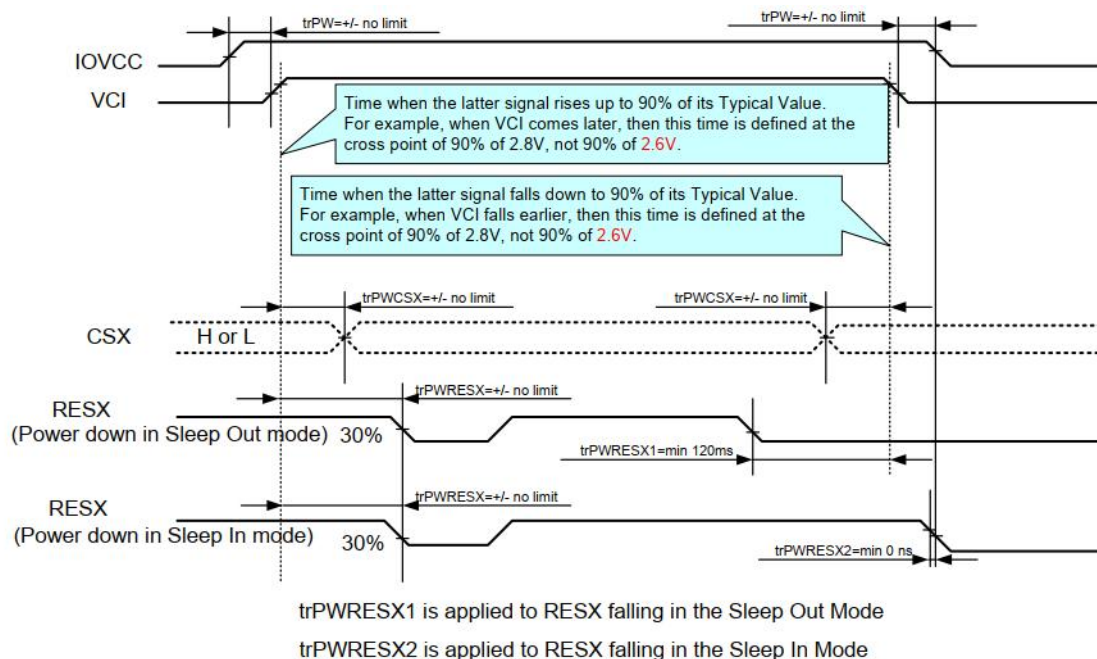 trPW=+/- no limit
trPW=+/- no limit
IOVCC
VCI
Time when the latter signal rises up to 90% of its Typical Value.
For example, when VCI comes later, then this time is defined at the
cross point of 90% of 2.8V, not 90% of 2.6V.
Time when the latter signal falls down to 90% of its Typical Value.
For example, when VCI falls earlier, then this time is defined at the
cross point of 90% of 2.8V, not 90% of 2.6V.
trPWCSX=+/- no limit
trPWCSX=+/- no limit
CSX
H or L
trPWRESX=+/- no limit
RESX
(Power down in Sleep Out mode)
30%
trPWRESX1=min 120ms
trPWRESX=+/- no limit
RESX
(Power down in Sleep In mode)
30%
trPWRESX2=min 0 ns
trPWRESX1 is applied to RESX falling in the Sleep Out Mode
trPWRESX2 is applied to RESX falling in the Sleep In Mode